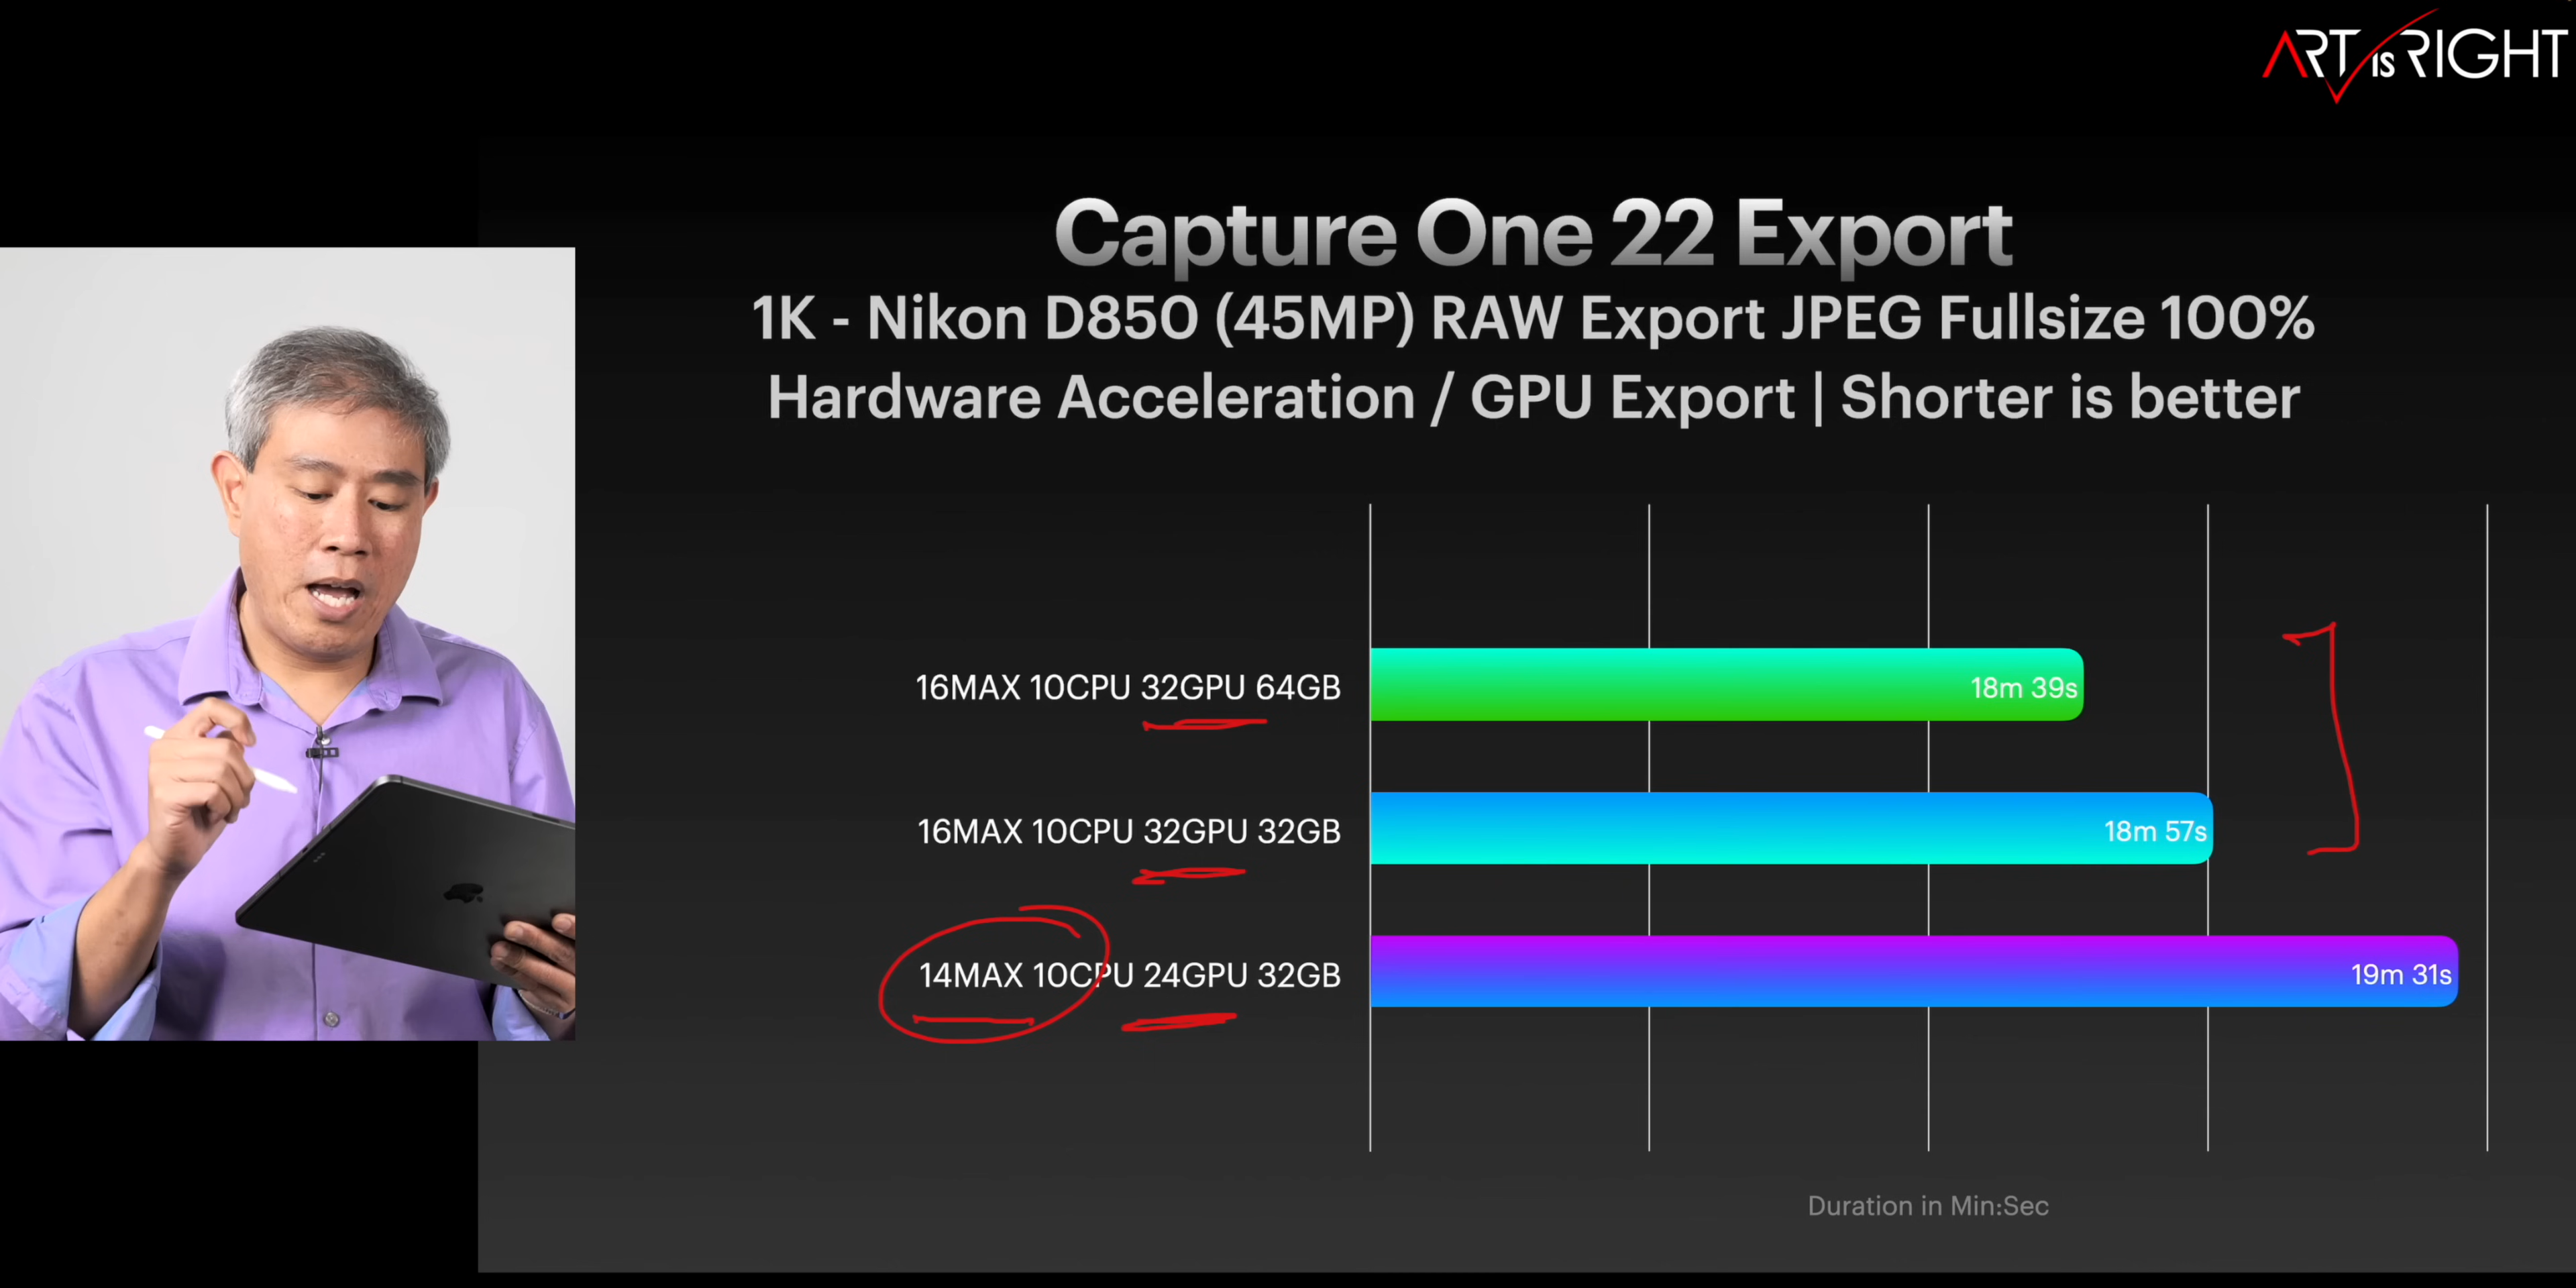 ART is RIGHT
Capture One 22 Export
1K - Nikon D850 (45MP) RAW Export JPEG Fullsize 100%
Hardware Acceleration / GPU Export | Shorter is better
16MAX 10CPU 32GPU 64GB
18m 39s
16MAX 10CPU 32GPU 32GB
18m 57s
14MAX 10CPU 24GPU 32GB
19m 31s
Duration in Min:Sec